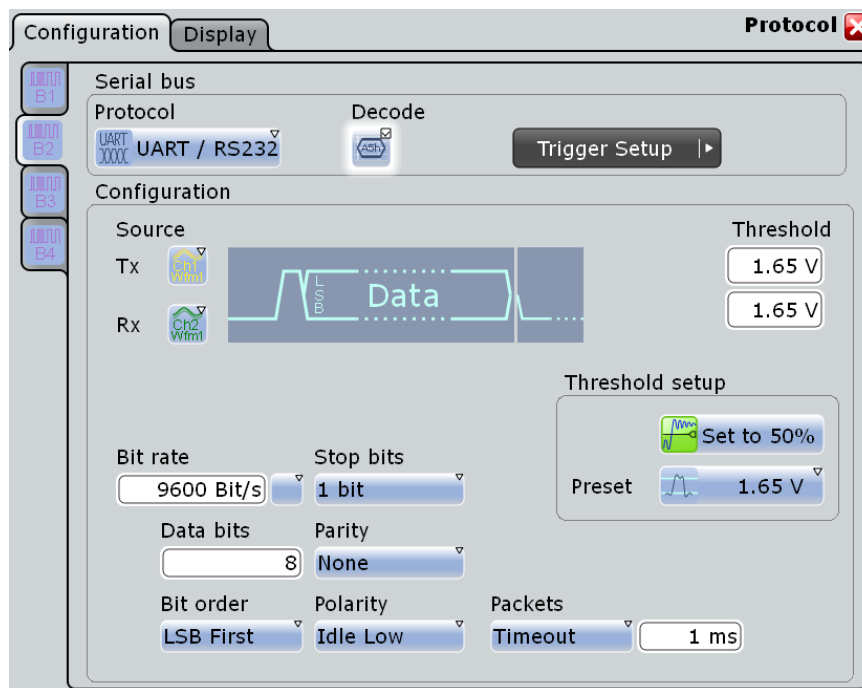 Configuration Display Protocol
B1
B2
B3
B4
Serial bus
Protocol Decode
UART XXXX UART / RS232 A5h Trigger Setup
Configuration
Source Threshold
Tx Ch1 Wfm1 1.65 V
LSB Data
Rx Ch2 Wfm1 1.65 V
Threshold setup
Set to 50%
Bit rate Stop bits
9600 Bit/s 1 bit Preset 1.65 V
Data bits Parity
8 None
Bit order Polarity Packets
LSB First Idle Low Timeout 1 ms